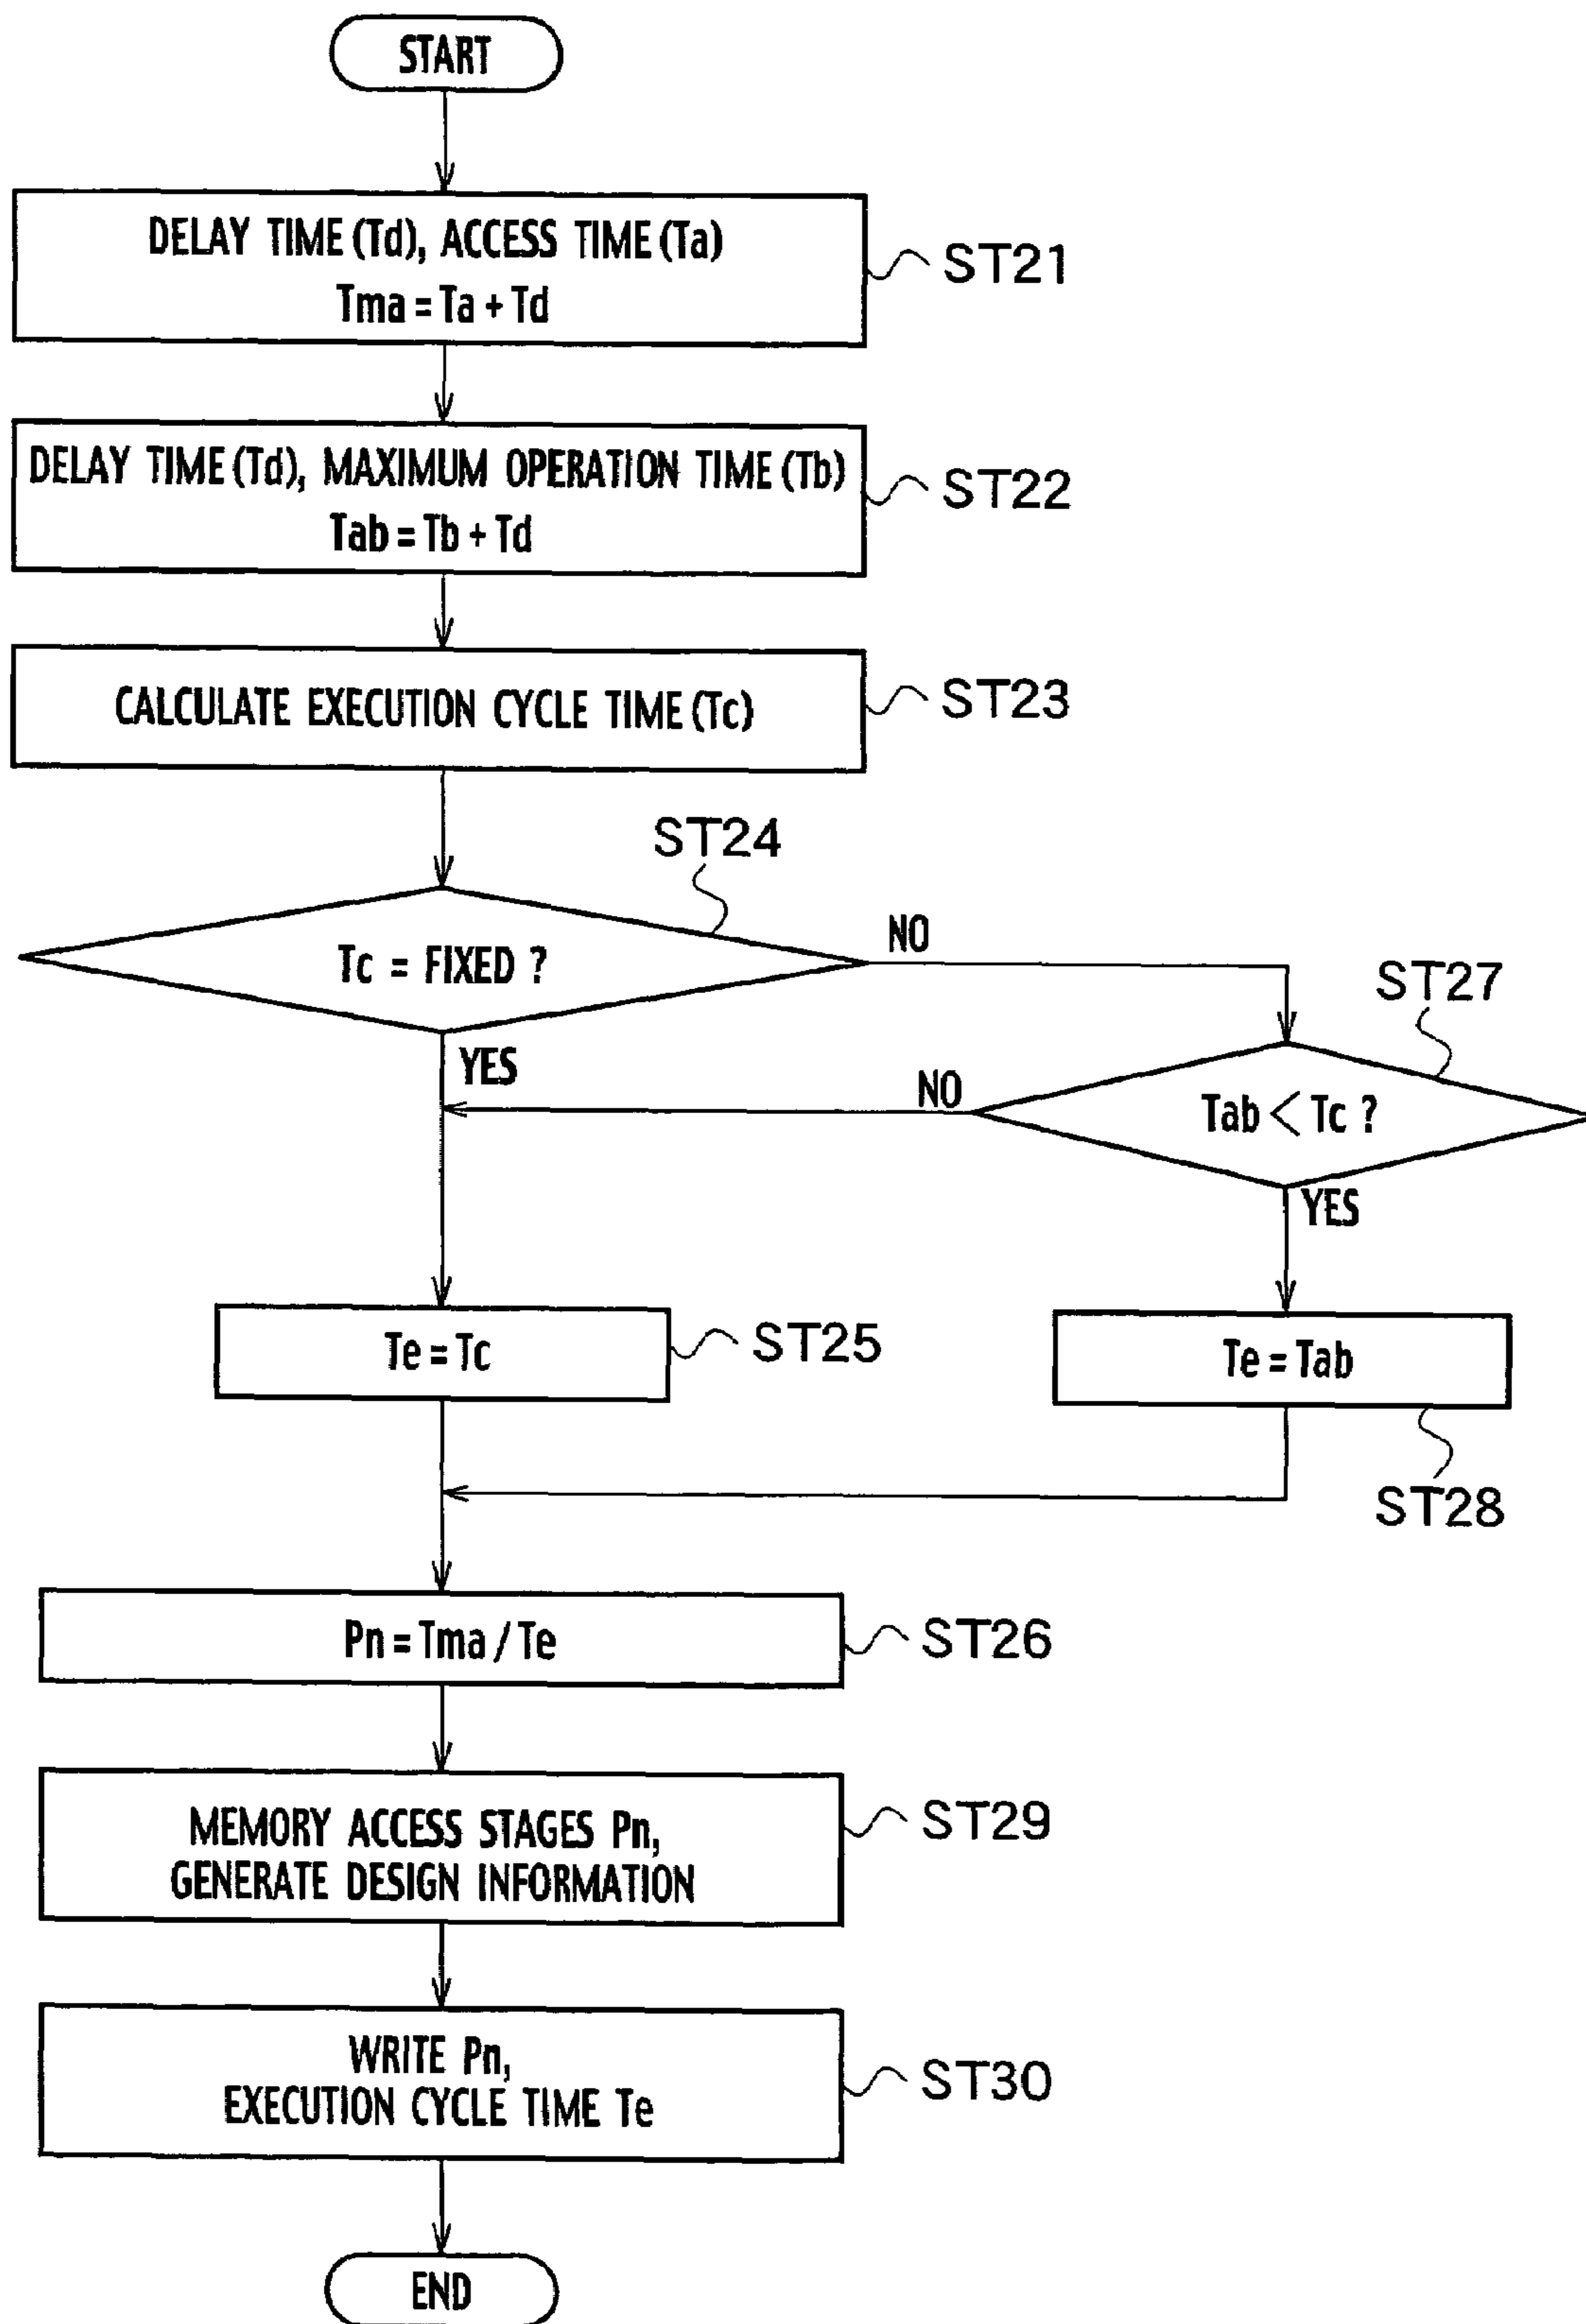 START
DELAY TIME (Td), ACCESS TIME (Ta)
Tma = Ta + Td
ST21
DELAY TIME (Td), MAXIMUM OPERATION TIME (Tb)
Tab = Tb + Td
ST22
CALCULATE EXECUTION CYCLE TIME (Tc)
ST23
ST24
Tc = FIXED ?
NO
YES
ST27
Tab < Tc ?
NO
YES
Te = Tc
ST25
Te = Tab
ST28
Pn = Tma / Te
ST26
MEMORY ACCESS STAGES Pn,
GENERATE DESIGN INFORMATION
ST29
WRITE Pn,
EXECUTION CYCLE TIME Te
ST30
END